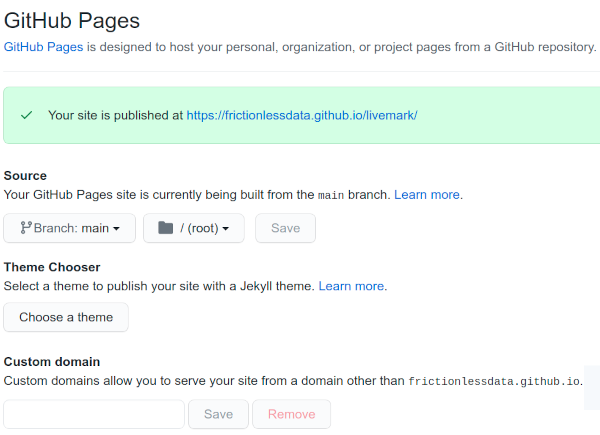 GitHub Pages
GitHub Pages is designed to host your personal, organization, or project pages from a GitHub repository.
Your site is published at https://frictionlessdata.github.io/livemark/
Source
Your GitHub Pages site is currently being built from the main branch. Learn more.
Branch: main / (root) Save
Theme Chooser
Select a theme to publish your site with a Jekyll theme. Learn more.
Choose a theme
Custom domain
Custom domains allow you to serve your site from a domain other than frictionlessdata.github.io.
Save Remove